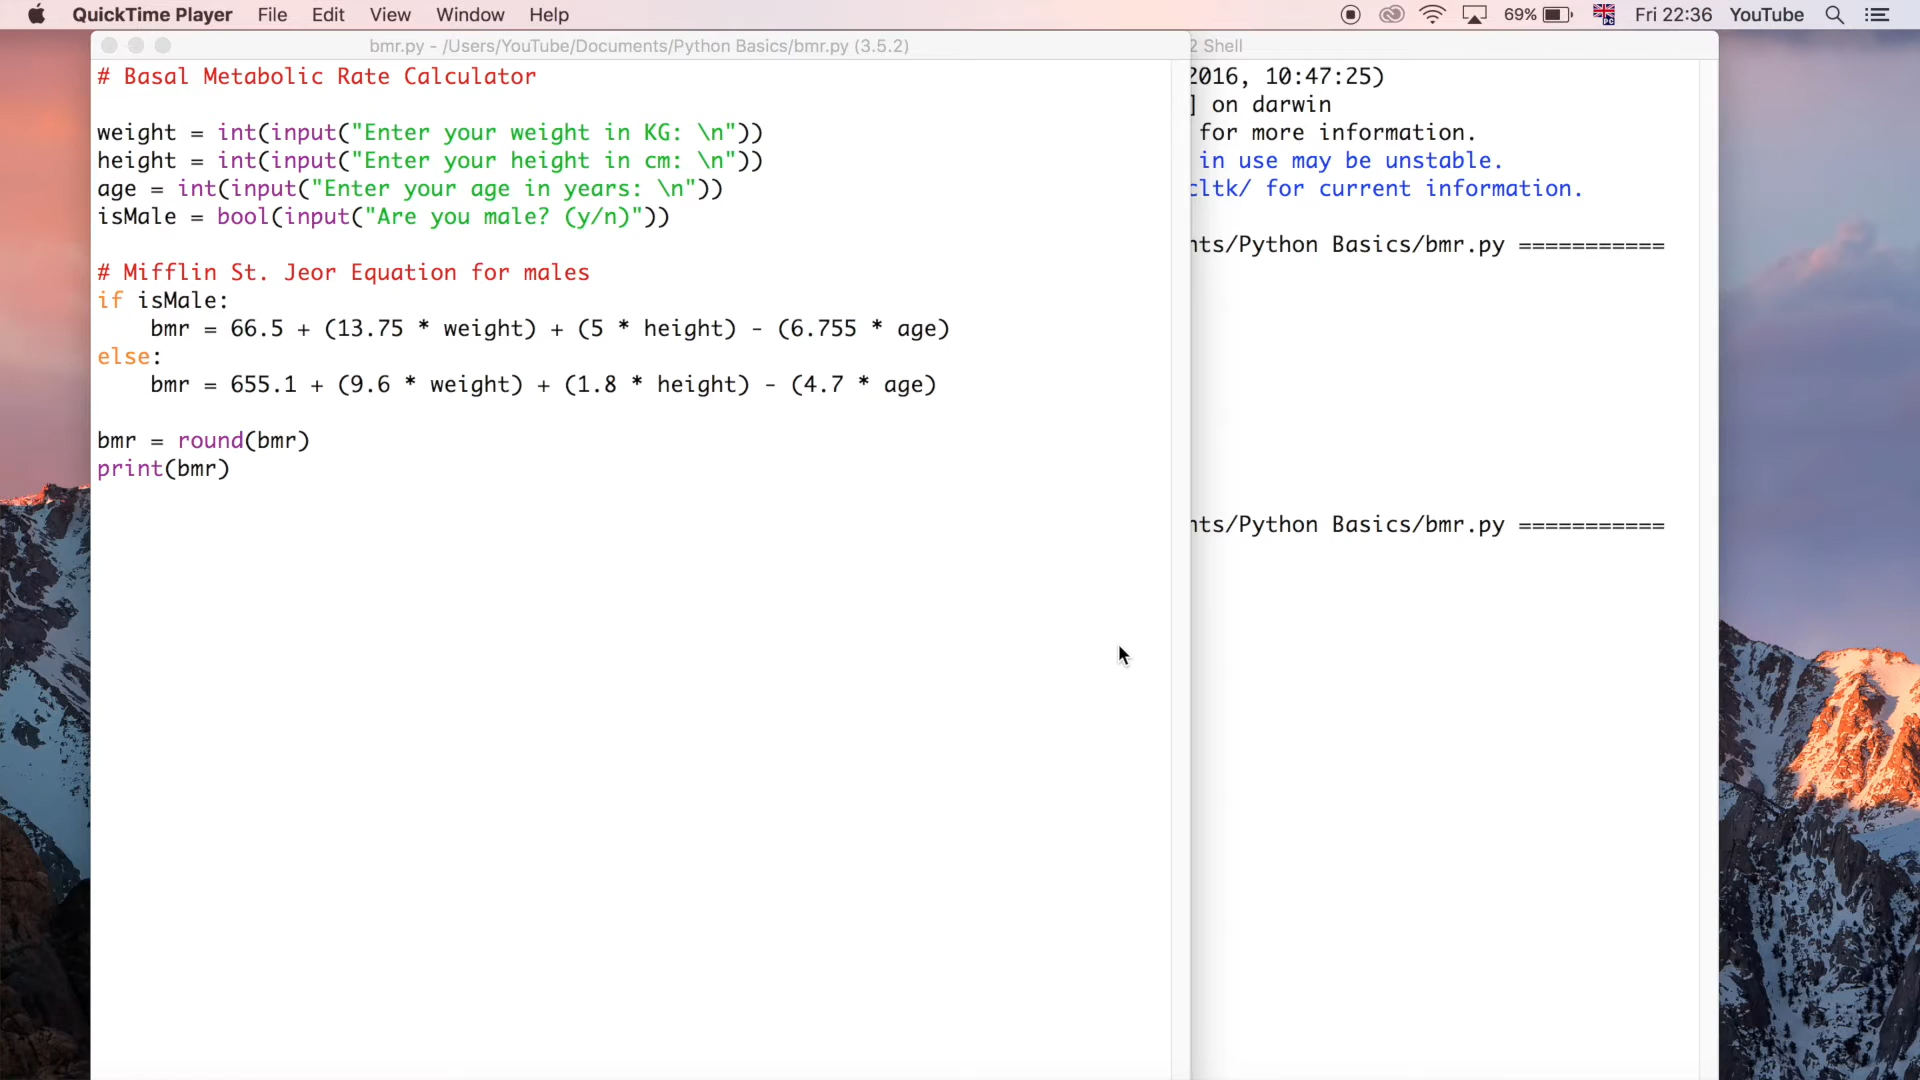 QuickTime Player File Edit View Window Help 69% Fri 22:36 YouTube
bmr.py - /Users/YouTube/Documents/Python Basics/bmr.py (3.5.2)
# Basal Metabolic Rate Calculator
weight = int(input("Enter your weight in KG: \n"))
height = int(input("Enter your height in cm: \n"))
age = int(input("Enter your age in years: \n"))
isMale = bool(input("Are you male? (y/n)"))
# Mifflin St. Jeor Equation for males
if isMale:
    bmr = 66.5 + (13.75 * weight) + (5 * height) - (6.755 * age)
else:
    bmr = 655.1 + (9.6 * weight) + (1.8 * height) - (4.7 * age)
bmr = round(bmr)
print(bmr)
2 Shell
2016, 10:47:25)
] on darwin
for more information.
in use may be unstable.
cltk/ for current information.
nts/Python Basics/bmr.py ===========
nts/Python Basics/bmr.py ===========